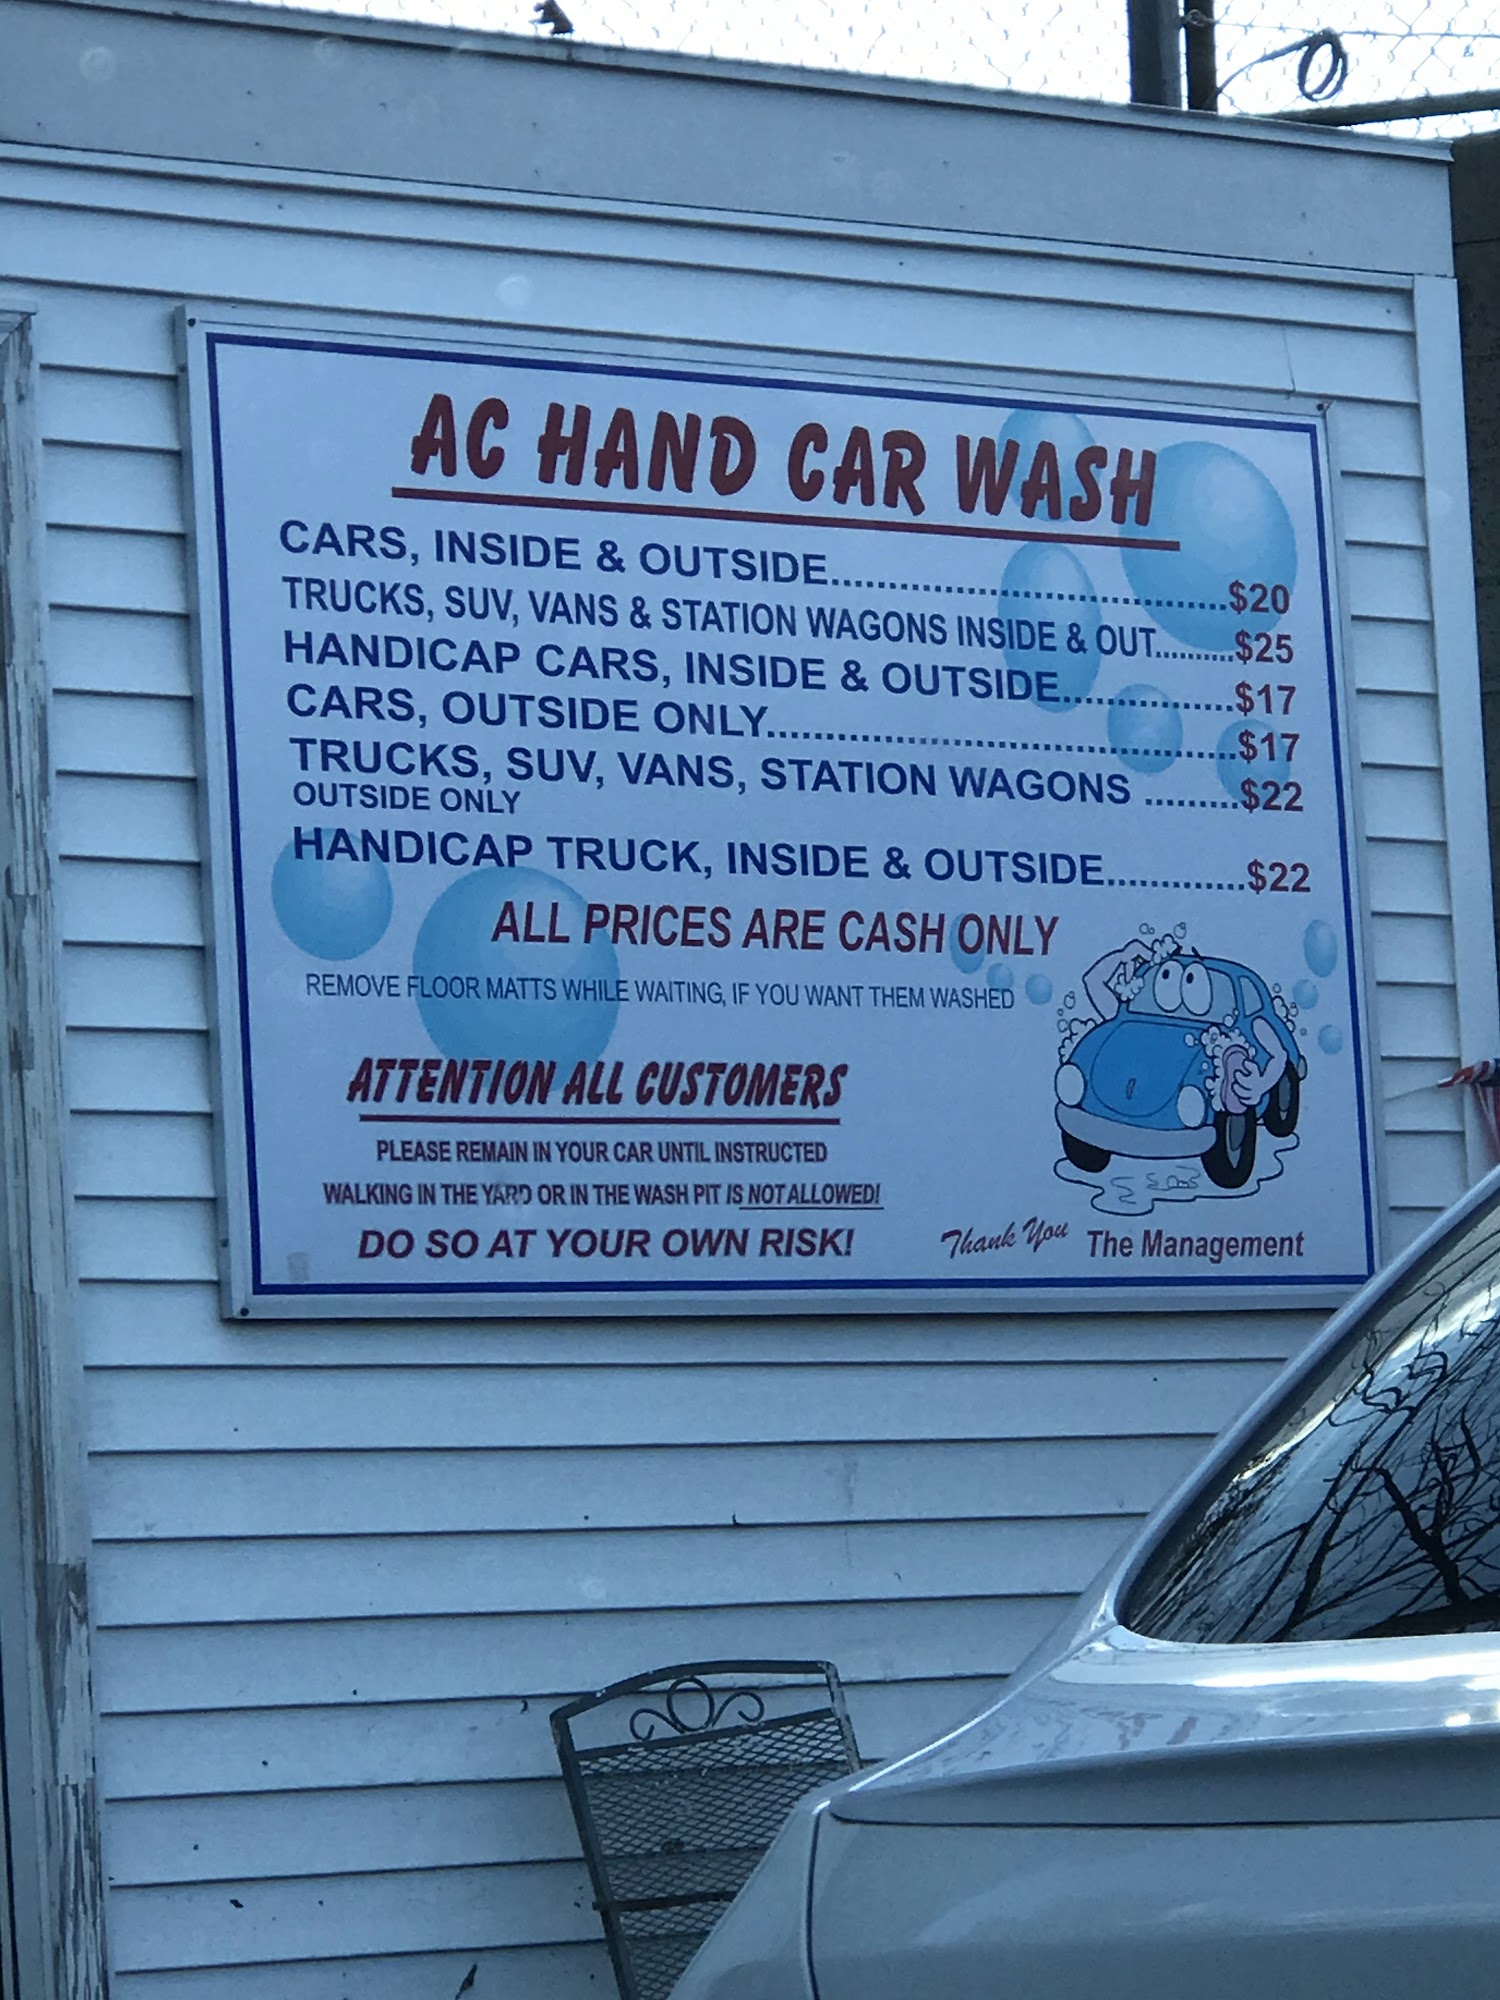 AC HAND CAR WASH
CARS, INSIDE & OUTSIDE....................................$20
TRUCKS, SUV, VANS & STATION WAGONS INSIDE & OUT..........$25
HANDICAP CARS, INSIDE & OUTSIDE................$17
CARS, OUTSIDE ONLY..........................................$17
TRUCKS, SUV, VANS, STATION WAGONS .........$22
OUTSIDE ONLY
HANDICAP TRUCK, INSIDE & OUTSIDE.............$22
ALL PRICES ARE CASH ONLY
REMOVE FLOOR MATTS WHILE WAITING, IF YOU WANT THEM WASHED
ATTENTION ALL CUSTOMERS
PLEASE REMAIN IN YOUR CAR UNTIL INSTRUCTED
WALKING IN THE YARD OR IN THE WASH PIT IS NOT ALLOWED!
DO SO AT YOUR OWN RISK!
Thank You The Management